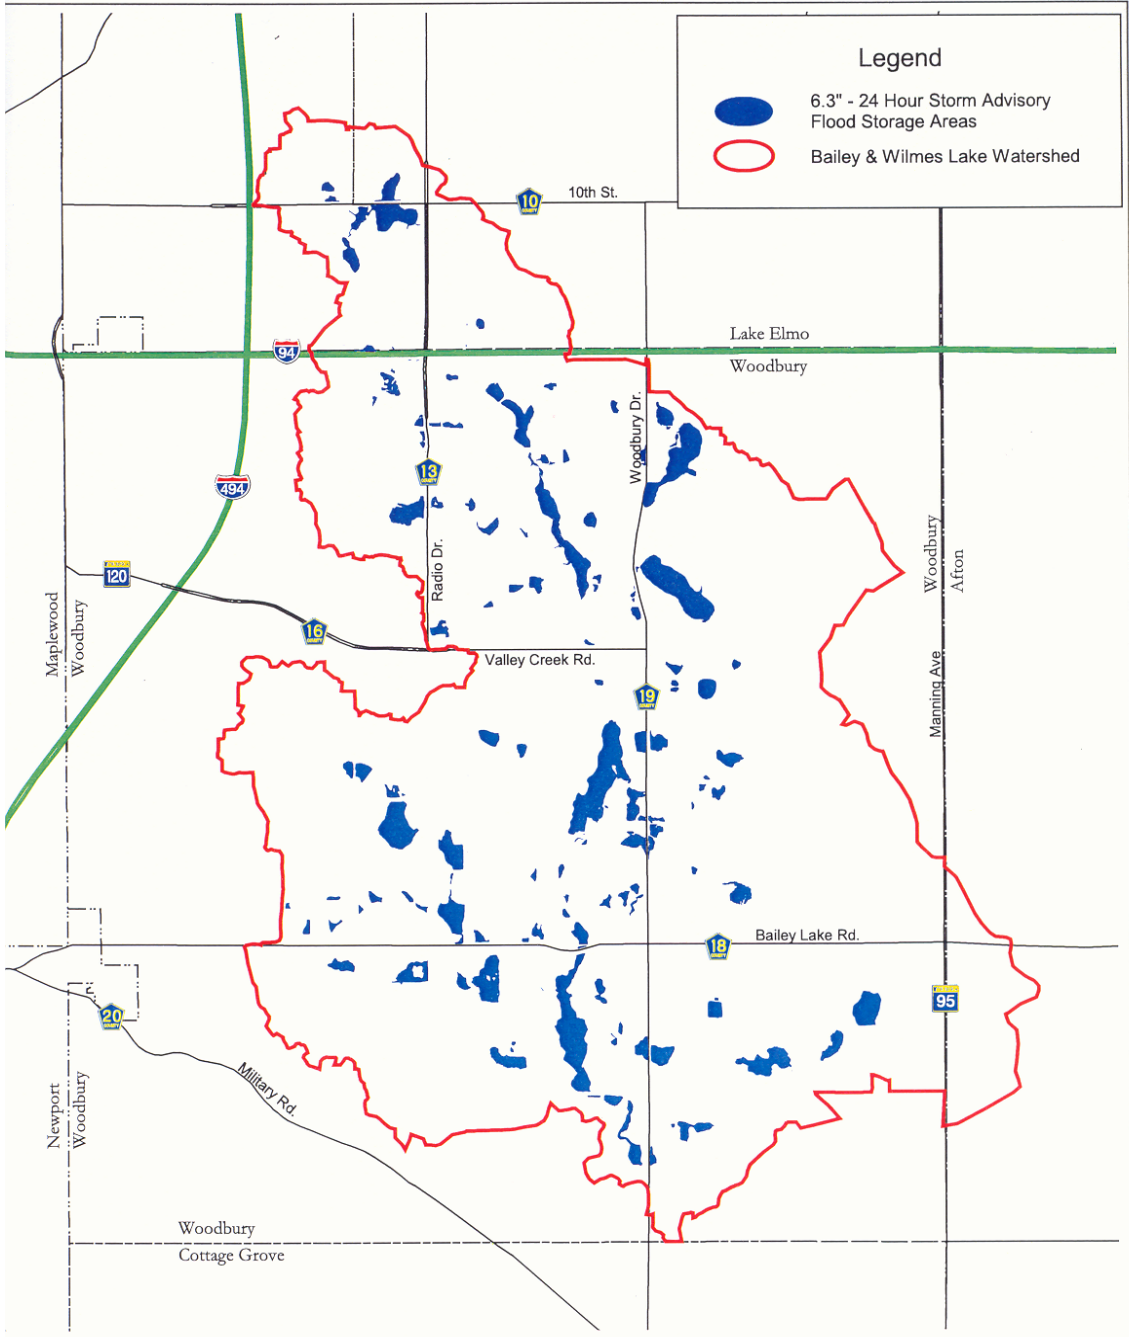 Legend
6.3" - 24 Hour Storm Advisory
Flood Storage Areas
Bailey & Wilmes Lake Watershed
10th St.
10
Lake Elmo
94
Woodbury
Woodbury Dr.
13
494
Radio Dr.
Woodbury
Afton
120
16
Maplewood
Woodbury
Valley Creek Rd.
19
Manning Ave
Bailey Lake Rd.
18
95
20
Military Rd.
Newport
Woodbury
Woodbury
Cottage Grove